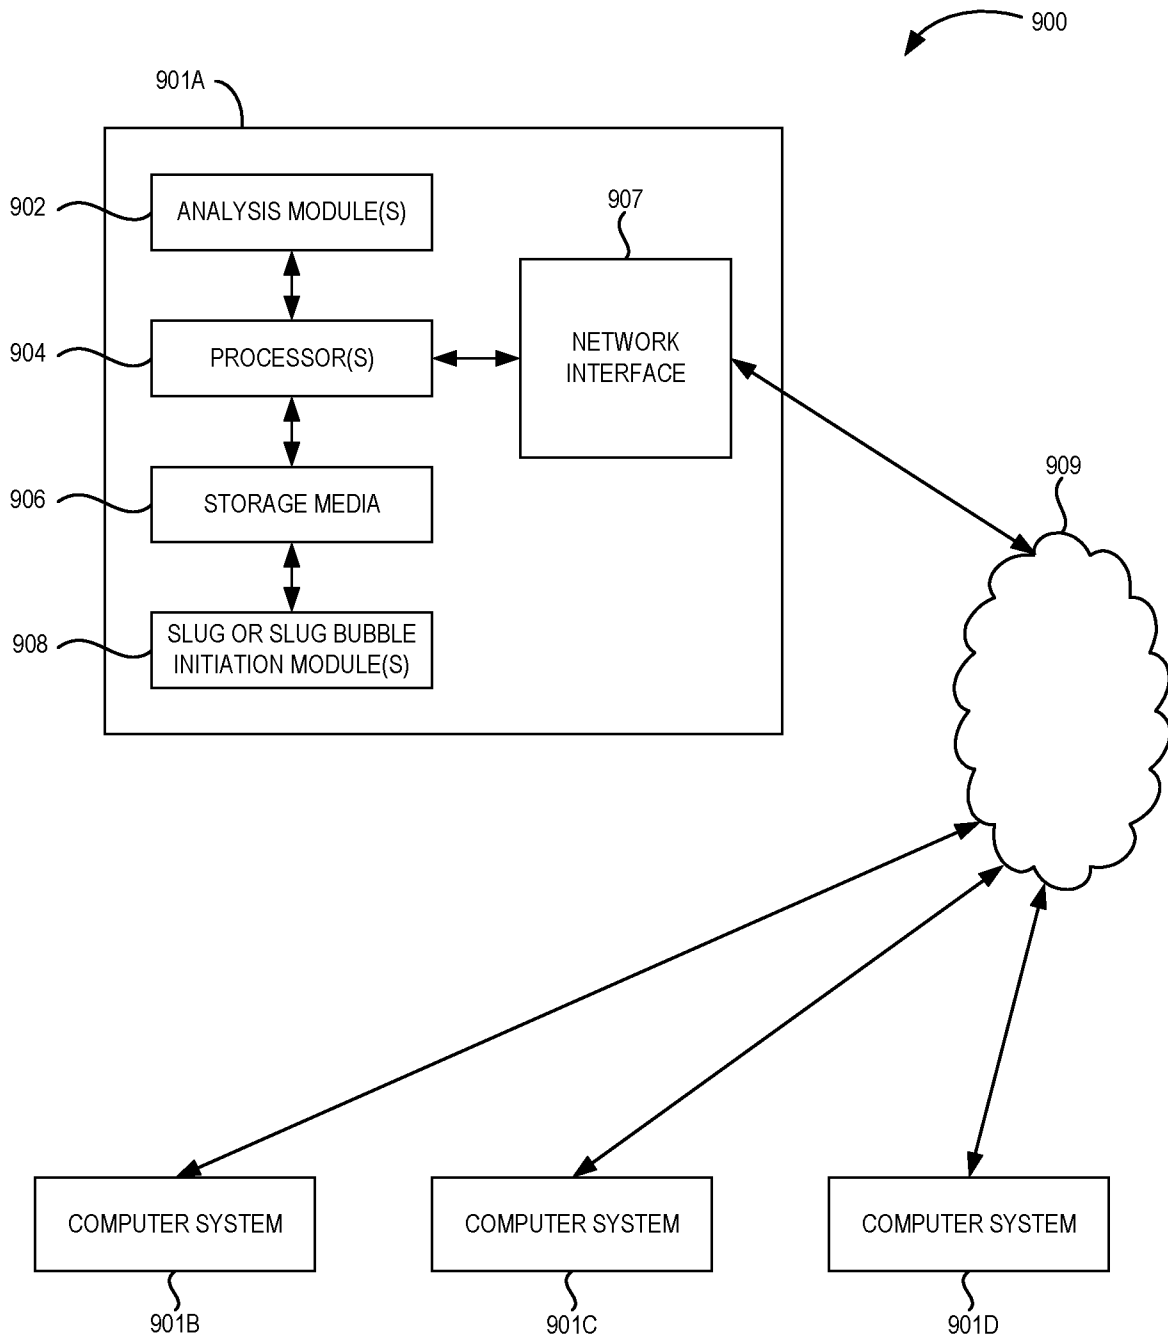 900
901A
902
ANALYSIS MODULE(S)
907
904
PROCESSOR(S)
NETWORK
INTERFACE
906
STORAGE MEDIA
909
908
SLUG OR SLUG BUBBLE
INITIATION MODULE(S)
COMPUTER SYSTEM
COMPUTER SYSTEM
COMPUTER SYSTEM
901B
901C
901D